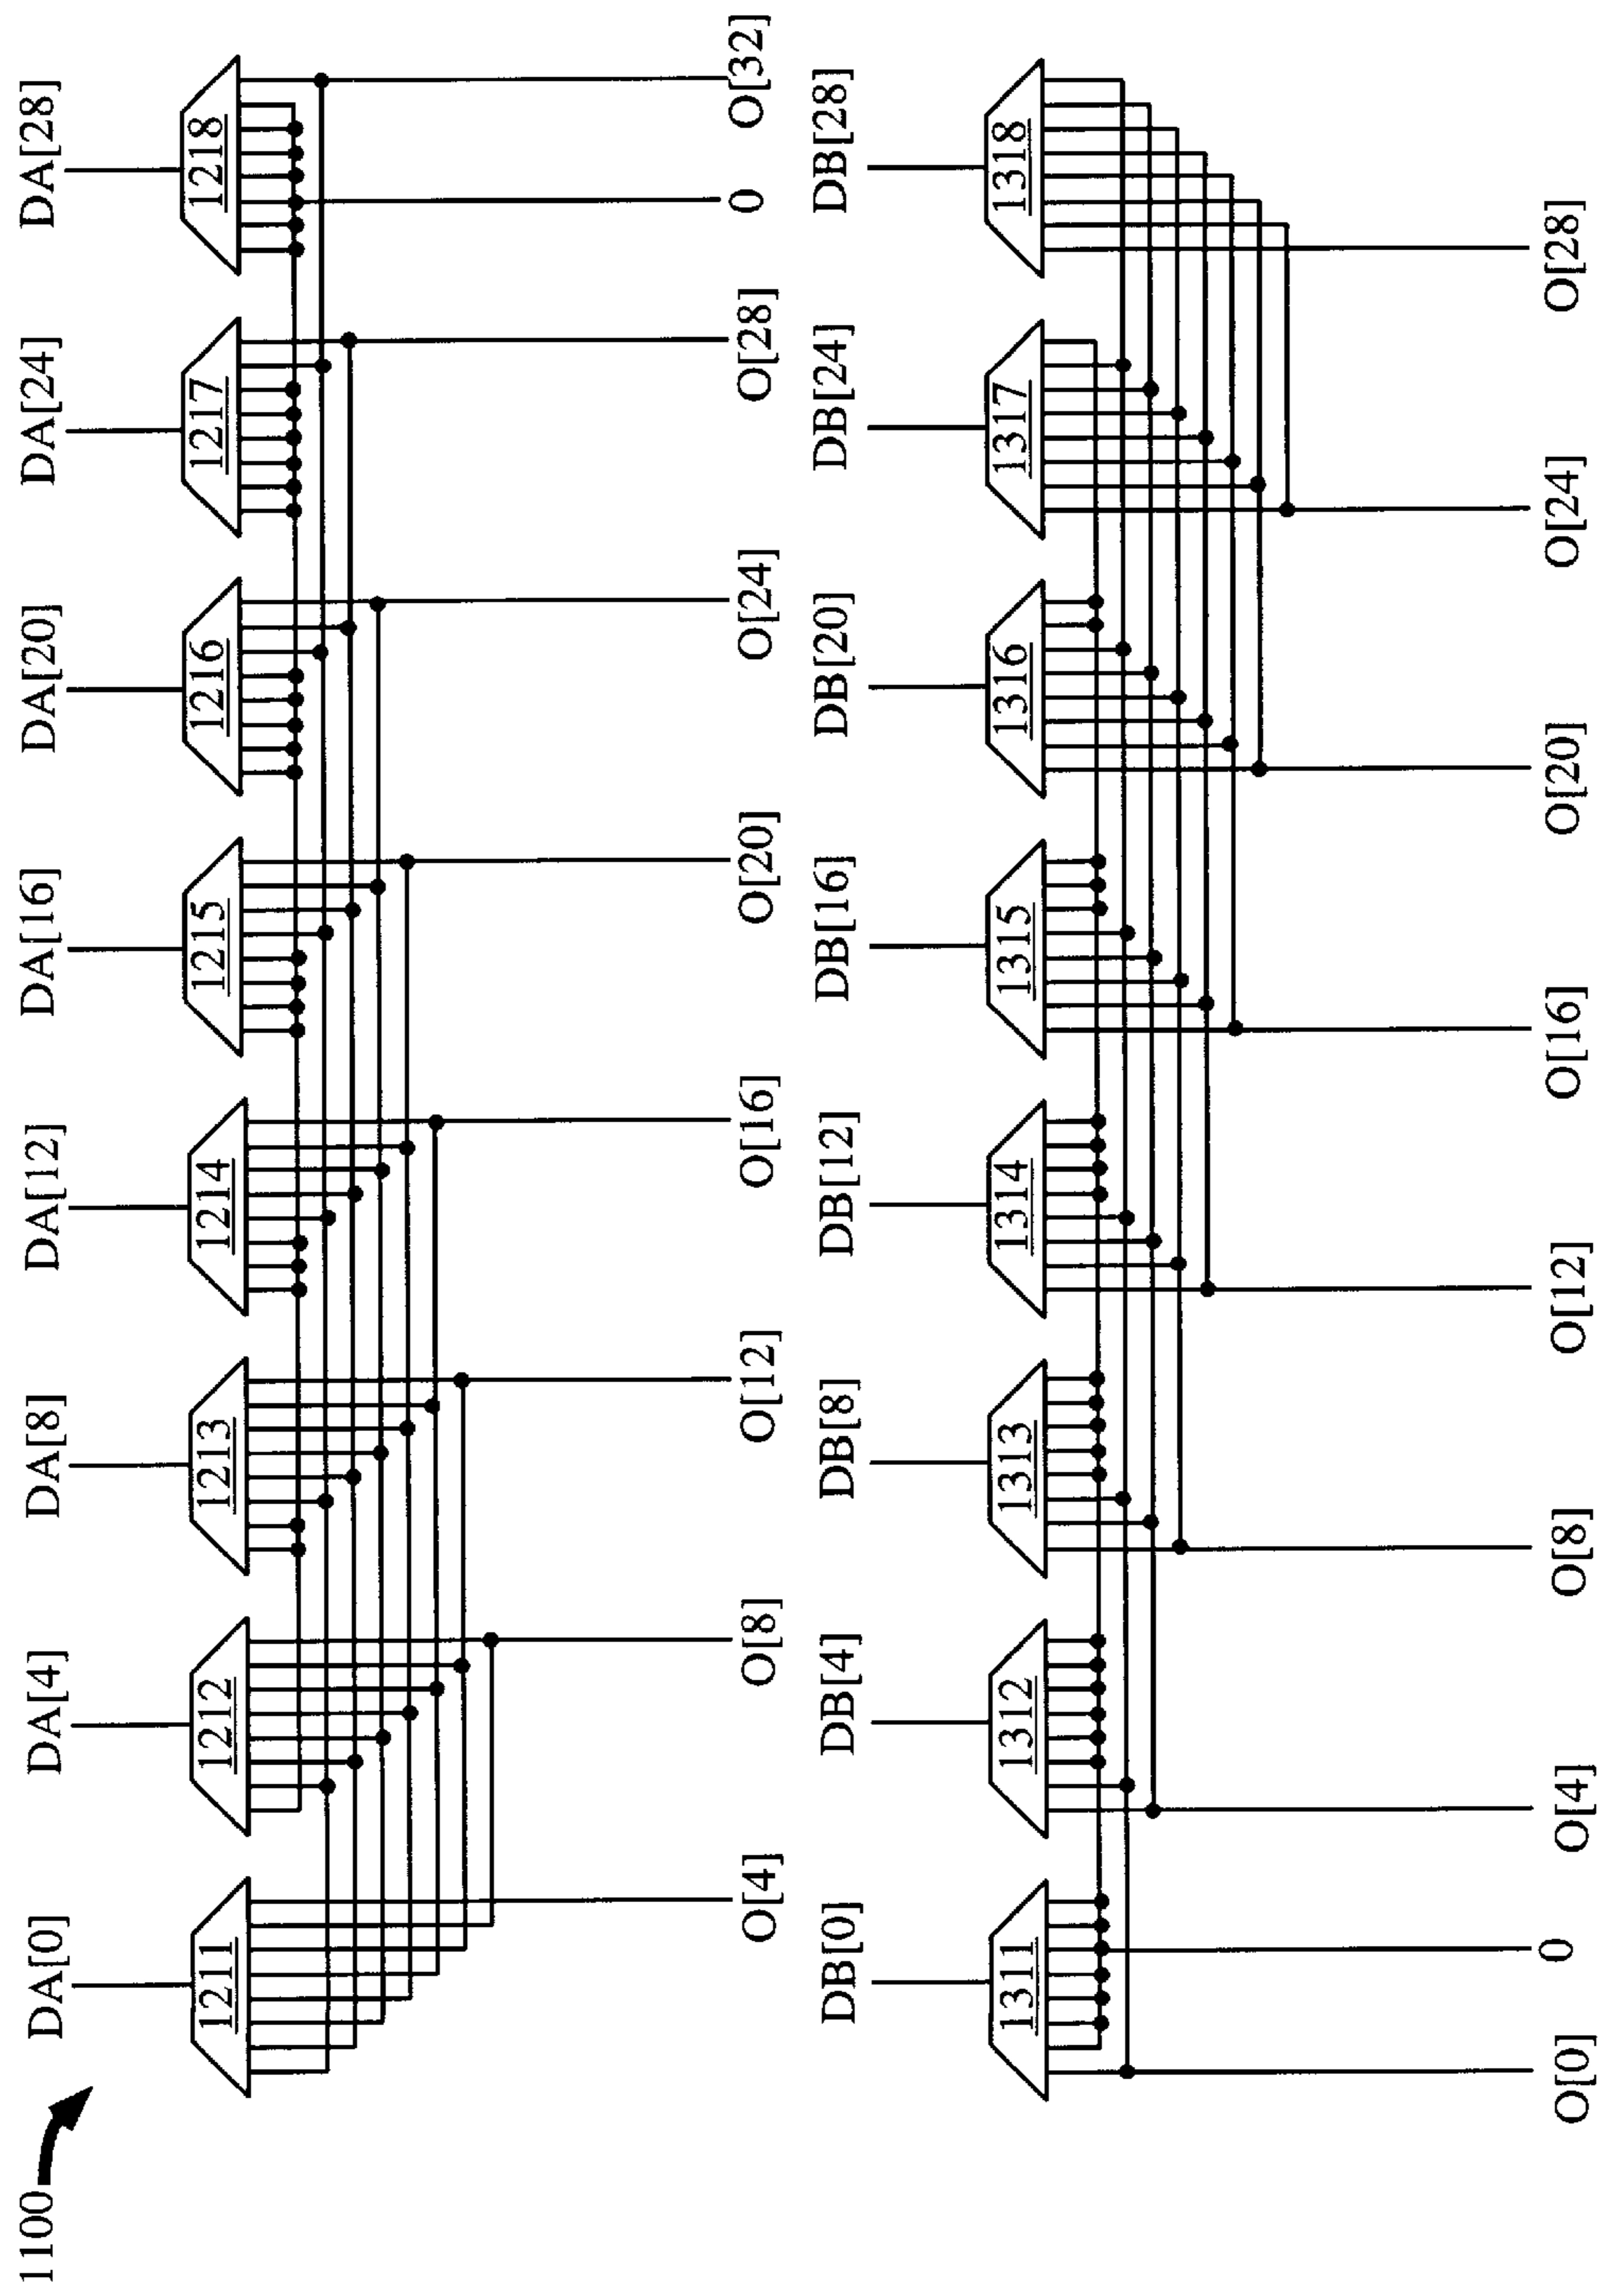 1100
DA[0] DA[4] DA[8] DA[12] DA[16] DA[20] DA[24] DA[28]
1211 1212 1213 1214 1215 1216 1217 1218
O[4] O[8] O[12] O[16] O[20] O[24] O[28] 0 O[32]
DB[0] DB[4] DB[8] DB[12] DB[16] DB[20] DB[24] DB[28]
1311 1312 1313 1314 1315 1316 1317 1318
O[0] 0 O[4] O[8] O[12] O[16] O[20] O[24] O[28]